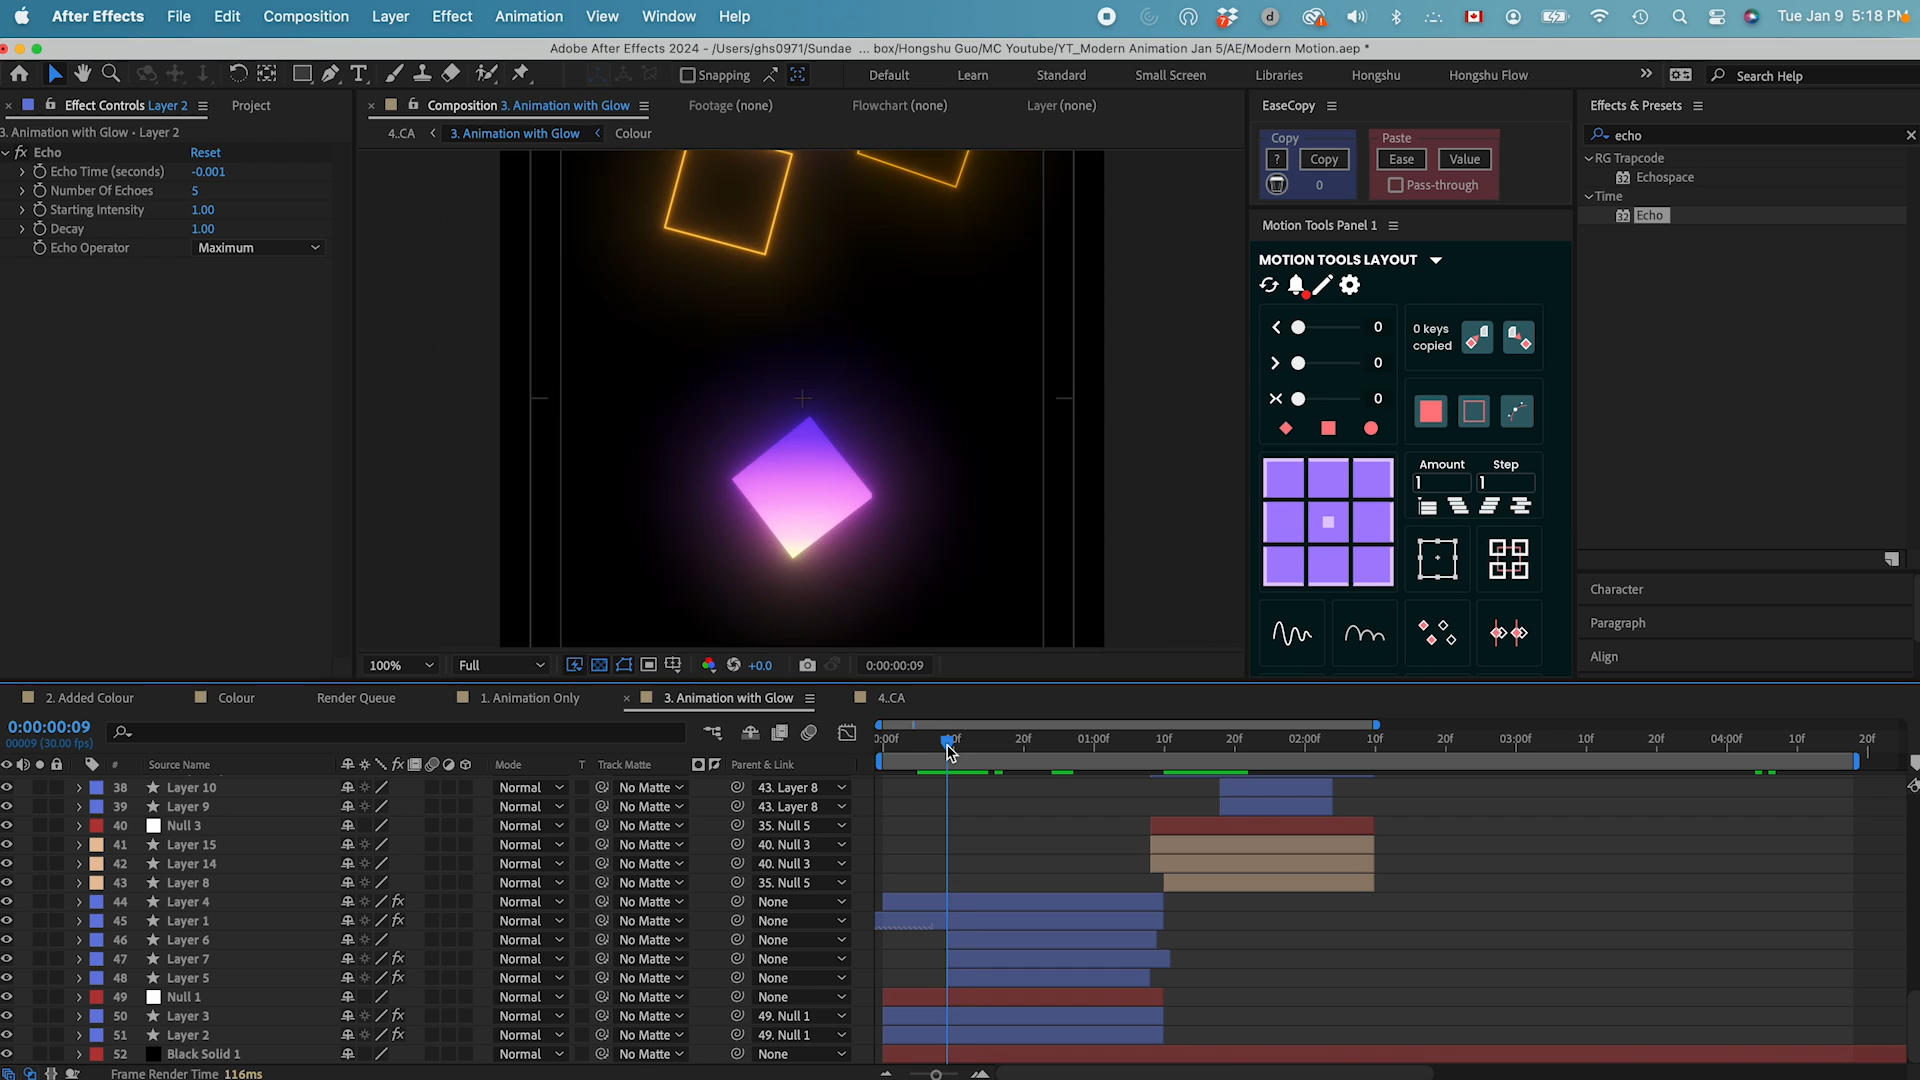 After Effects File Edit Composition Layer Effect Animation View Window Help Tue Jan 9 5:18 PM
Adobe After Effects 2024 - /Users/ghs0971/Sundae ... box/Hongshu Guo/MC Youtube/YT_Modern Animation Jan 5/AE/Modern Motion.aep *
Snapping Default Learn Standard Small Screen Libraries Hongshu Hongshu Flow Search Help
Effect Controls Layer 2 Project
3. Animation with Glow • Layer 2
fx Echo Reset
Echo Time (seconds) -0.001
Number Of Echoes 5
Starting Intensity 1.00
Decay 1.00
Echo Operator Maximum
Composition 3. Animation with Glow Footage (none) Flowchart (none) Layer (none)
4..CA 3. Animation with Glow Colour
100% Full +0.0 0:00:00:09
EaseCopy
Copy Paste
? Copy Ease Value
0 Pass-through
Motion Tools Panel 1
MOTION TOOLS LAYOUT
0
0 keys
copied
0
0
Amount Step
1 1
Effects & Presets
echo
RG Trapcode
32 Echospace
Time
32 Echo
Character
Paragraph
Align
2. Added Colour Colour Render Queue 1. Animation Only 3. Animation with Glow 4..CA
0:00:00:09
00009 (30.00 fps)
20f 01:00f 10f 20f 02:00f 10f 20f 03:00f 10f 20f 04:00f 10f 20f
# Source Name fx Mode T Track Matte Parent & Link
38 Layer 10 Normal No Matte 43. Layer 8
39 Layer 9 Normal No Matte 43. Layer 8
40 Null 3 Normal No Matte 35. Null 5
41 Layer 15 Normal No Matte 40. Null 3
42 Layer 14 Normal No Matte 40. Null 3
43 Layer 8 Normal No Matte 35. Null 5
44 Layer 4 fx Normal No Matte None
45 Layer 1 fx Normal No Matte None
46 Layer 6 Normal No Matte None
47 Layer 7 fx Normal No Matte None
48 Layer 5 fx Normal No Matte None
49 Null 1 Normal No Matte None
50 Layer 3 fx Normal No Matte 49. Null 1
51 Layer 2 fx Normal No Matte 49. Null 1
52 Black Solid 1 Normal No Matte None
Frame Render Time 116ms